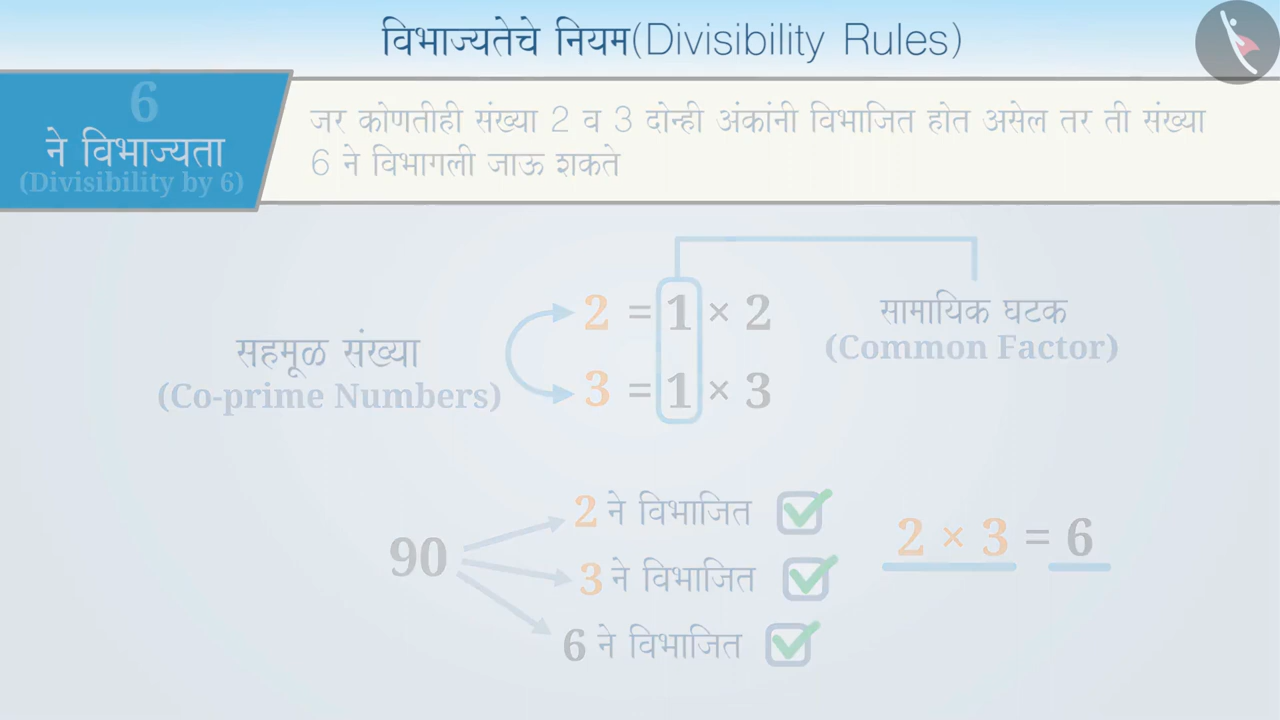 विभाज्यतेचे नियम(Divisibility Rules)
6
ने विभाज्यता
(Divisibility by 6)
जर कोणतीही संख्या 2 व 3 दोन्ही अंकांनी विभाजित होत असेल तर ती संख्या
6 ने विभागली जाऊ शकते
2 = 1 × 2
3 = 1 × 3
सहमूळ संख्या
(Co-prime Numbers)
सामायिक घटक
(Common Factor)
90
2 ने विभाजित
3 ने विभाजित
6 ने विभाजित
2 × 3 = 6